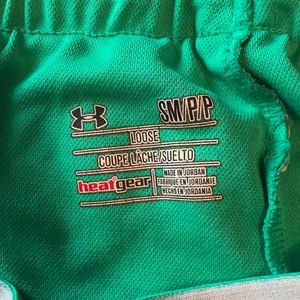 SM/P/P
LOOSE
COUPE LÂCHE/SUELTO
heatgear
MADE IN JORDAN
FABRIQUÉ EN JORDANIE
HECHO EN JORDANIA